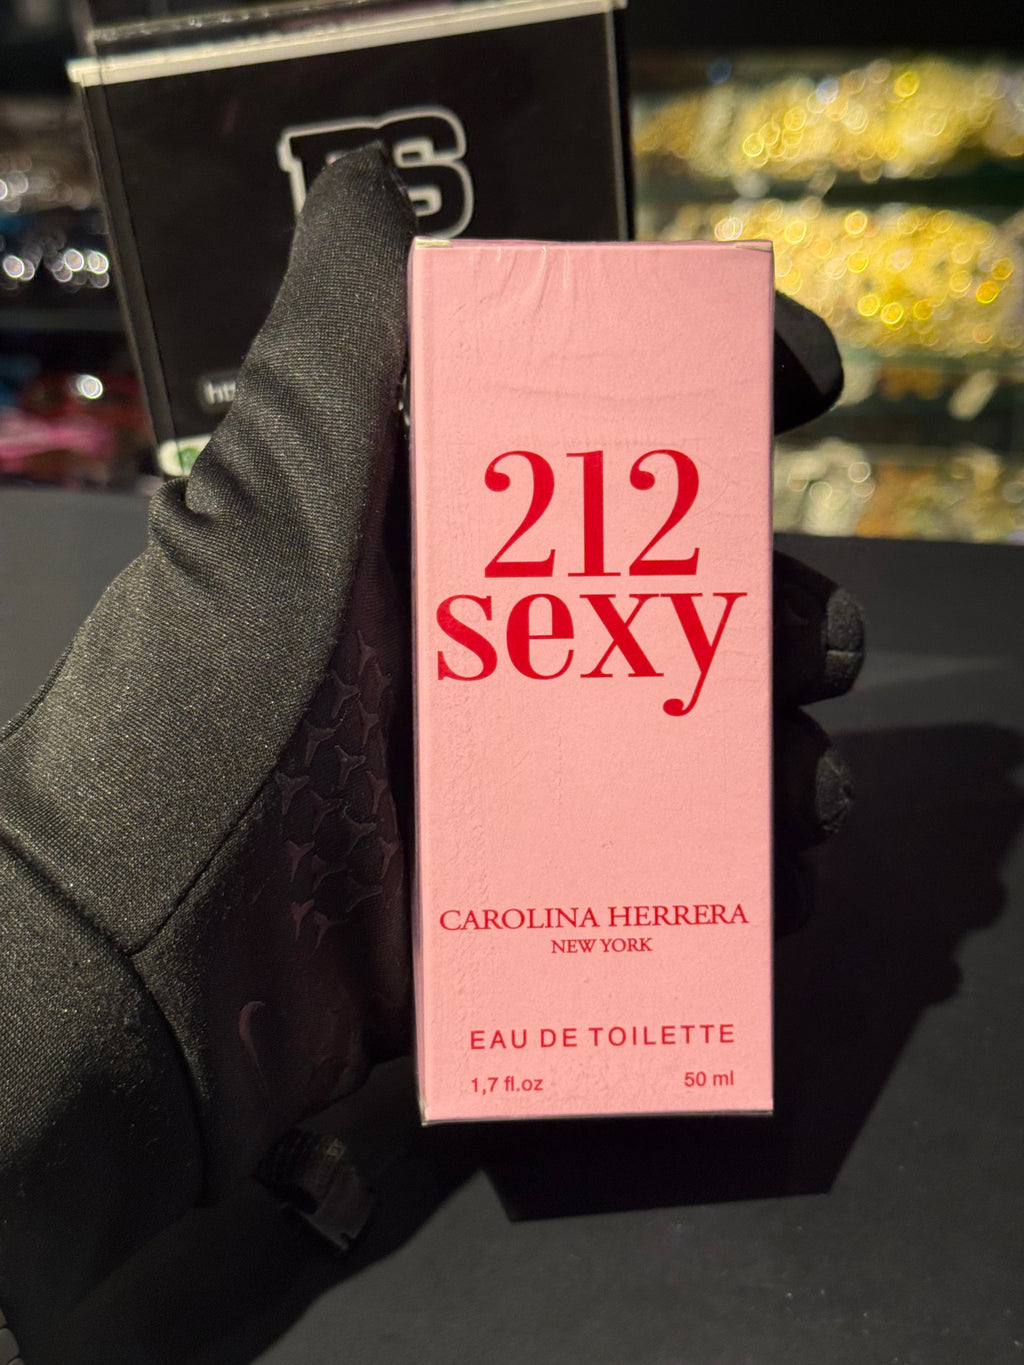 212
sexy
CAROLINA HERRERA
NEW YORK
EAU DE TOILETTE
1,7 fl.oz
50 ml